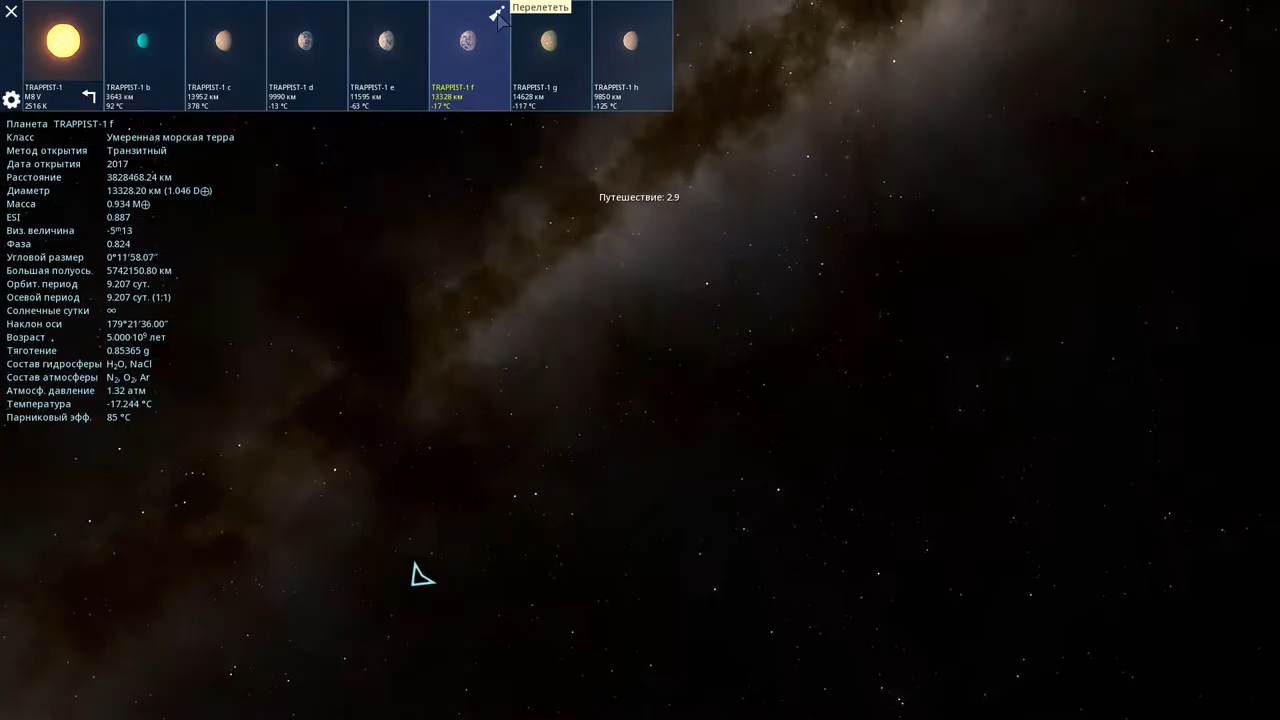 Перелететь
TRAPPIST-1
M8 V
2516 K
TRAPPIST-1 b
3643 км
92 °C
TRAPPIST-1 c
13952 км
378 °C
TRAPPIST-1 d
9990 км
-13 °C
TRAPPIST-1 e
11595 км
-63 °C
TRAPPIST-1 f
13328 км
-17 °C
TRAPPIST-1 g
14628 км
-117 °C
TRAPPIST-1 h
9850 км
-125 °C
Планета TRAPPIST-1 f
Класс Умеренная морская терра
Метод открытия Транзитный
Дата открытия 2017
Расстояние 3828468.24 км
Диаметр 13328.20 км (1.046 D⊕)
Масса 0.934 M⊕
ESI 0.887
Виз. величина -5ᵐ13
Фаза 0.824
Угловой размер 0°11′58.07″
Большая полуось 5742150.80 км
Орбит. период 9.207 сут.
Осевой период 9.207 сут. (1:1)
Солнечные сутки ∞
Наклон оси 179°21′36.00″
Возраст 5.000·10⁹ лет
Тяготение 0.85365 g
Состав гидросферы H₂O, NaCl
Состав атмосферы N₂, O₂, Ar
Атмосф. давление 1.32 атм
Температура -17.244 °C
Парниковый эфф. 85 °C
Путешествие: 2.9